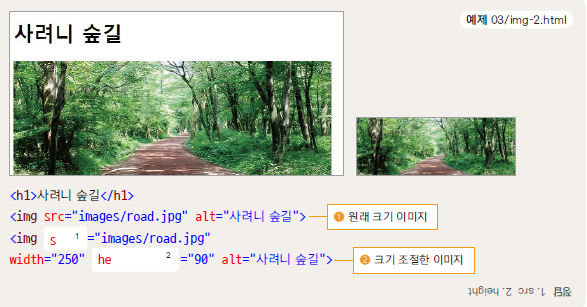 예제 03/img-2.html
사려니 숲길
<h1>사려니 숲길</h1>
<img src="images/road.jpg" alt="사려니 숲길"> ❶ 원래 크기 이미지
<img s 1 ="images/road.jpg"
width="250" he 2 ="90" alt="사려니 숲길"> ❷ 크기 조절한 이미지
정답 1. src 2. height